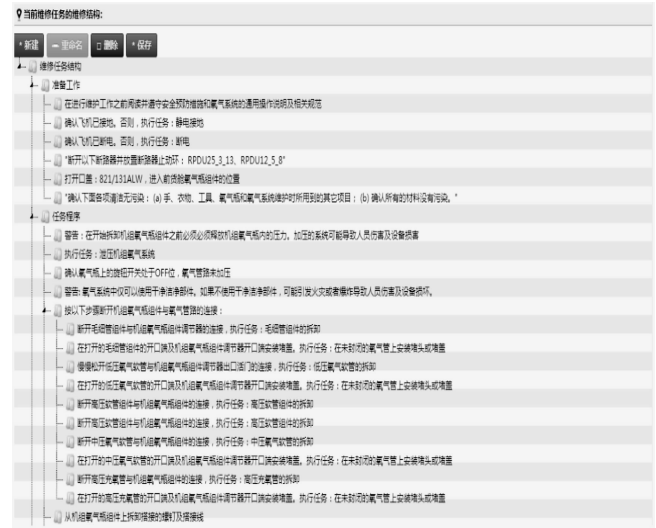 当前维修任务的维修结构:
* 新建 重命名 删除 * 保存
维修任务结构
准备工作
在进行维护工作之前阅读并遵守安全预防措施和氧气系统的通用操作说明及相关规范
确认飞机已接地。否则，执行任务：静电接地
确认飞机已断电。否则，执行任务：断电
"断开以下断路器并放置断路器止动环： RPDU25_3_13、RPDU12_5_8"
打开口盖：821/131ALW，进入前货舱氧气瓶组件的位置
"确认下面各项清洁无污染： (a) 手、衣物、工具、氧气瓶和氧气系统维护时所用到的其它项目； (b) 确认所有的材料没有污染。"
任务程序
警告：在开始拆卸机组氧气瓶组件之前必须必须释放机组氧气瓶内的压力。加压的系统可能导致人员伤害及设备损害
执行任务：泄压机组氧气系统
确认氧气瓶上的旋钮开关处于OFF位，氧气管路未加压
警告: 氧气系统中仅可以使用干净洁净部件。如果不使用干净洁净部件，可能引发火灾或者爆炸导致人员伤害及设备损坏。
按以下步骤断开机组氧气瓶组件与氧气管路的连接：
断开毛细管组件与机组氧气瓶组件调节器的连接，执行任务：毛细管组件的拆卸
在打开的毛细管组件的开口端及机组氧气瓶组件调节器开口端安装堵盖。执行任务：在未封闭的氧气管上安装堵头或堵盖
慢慢松开低压氧气软管与机组氧气瓶组件调节器出口活门的连接，执行任务：低压氧气软管的拆卸
在打开的低压氧气软管的开口端及机组氧气瓶组件调节器开口端安装堵盖。执行任务：在未封闭的氧气管上安装堵头或堵盖
断开高压软管组件与机组氧气瓶组件的连接，执行任务：高压软管组件的拆卸
断开高压软管组件与机组氧气瓶组件的连接，执行任务：高压软管组件的拆卸
断开中压氧气软管与机组氧气瓶组件的连接，执行任务：中压氧气软管的拆卸
在打开的中压氧气软管的开口端及机组氧气瓶组件调节器开口端安装堵盖。执行任务：在未封闭的氧气管上安装堵头或堵盖
断开高压充氧管与机组氧气瓶组件的连接，执行任务：高压充氧管的拆卸
在打开的高压充氧管的开口端及机组氧气瓶组件调节器开口端安装堵盖。执行任务：在未封闭的氧气管上安装堵头或堵盖
从机组氧气瓶组件上拆卸搭接的螺钉及搭接线